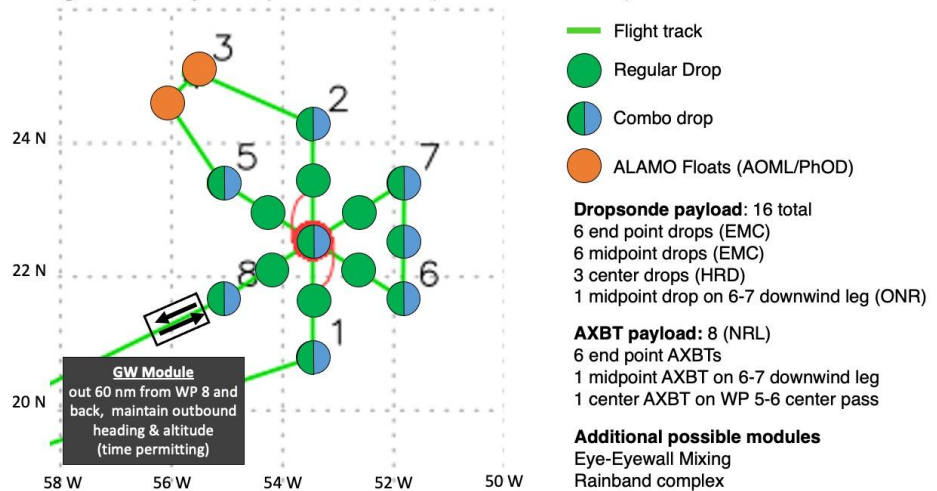 3
2
24 N
5
7
22 N
8
6
1
GW Module
out 60 nm from WP 8 and
back, maintain outbound
heading & altitude
(time permitting)
20 N
58 W
56 W
54 W
52 W
50 W
Flight track
Regular Drop
Combo drop
ALAMO Floats (AOML/PhOD)
Dropsonde payload: 16 total
6 end point drops (EMC)
6 midpoint drops (EMC)
3 center drops (HRD)
1 midpoint drop on 6-7 downwind leg (ONR)
AXBT payload: 8 (NRL)
6 end point AXBTs
1 midpoint AXBT on 6-7 downwind leg
1 center AXBT on WP 5-6 center pass
Additional possible modules
Eye-Eyewall Mixing
Rainband complex